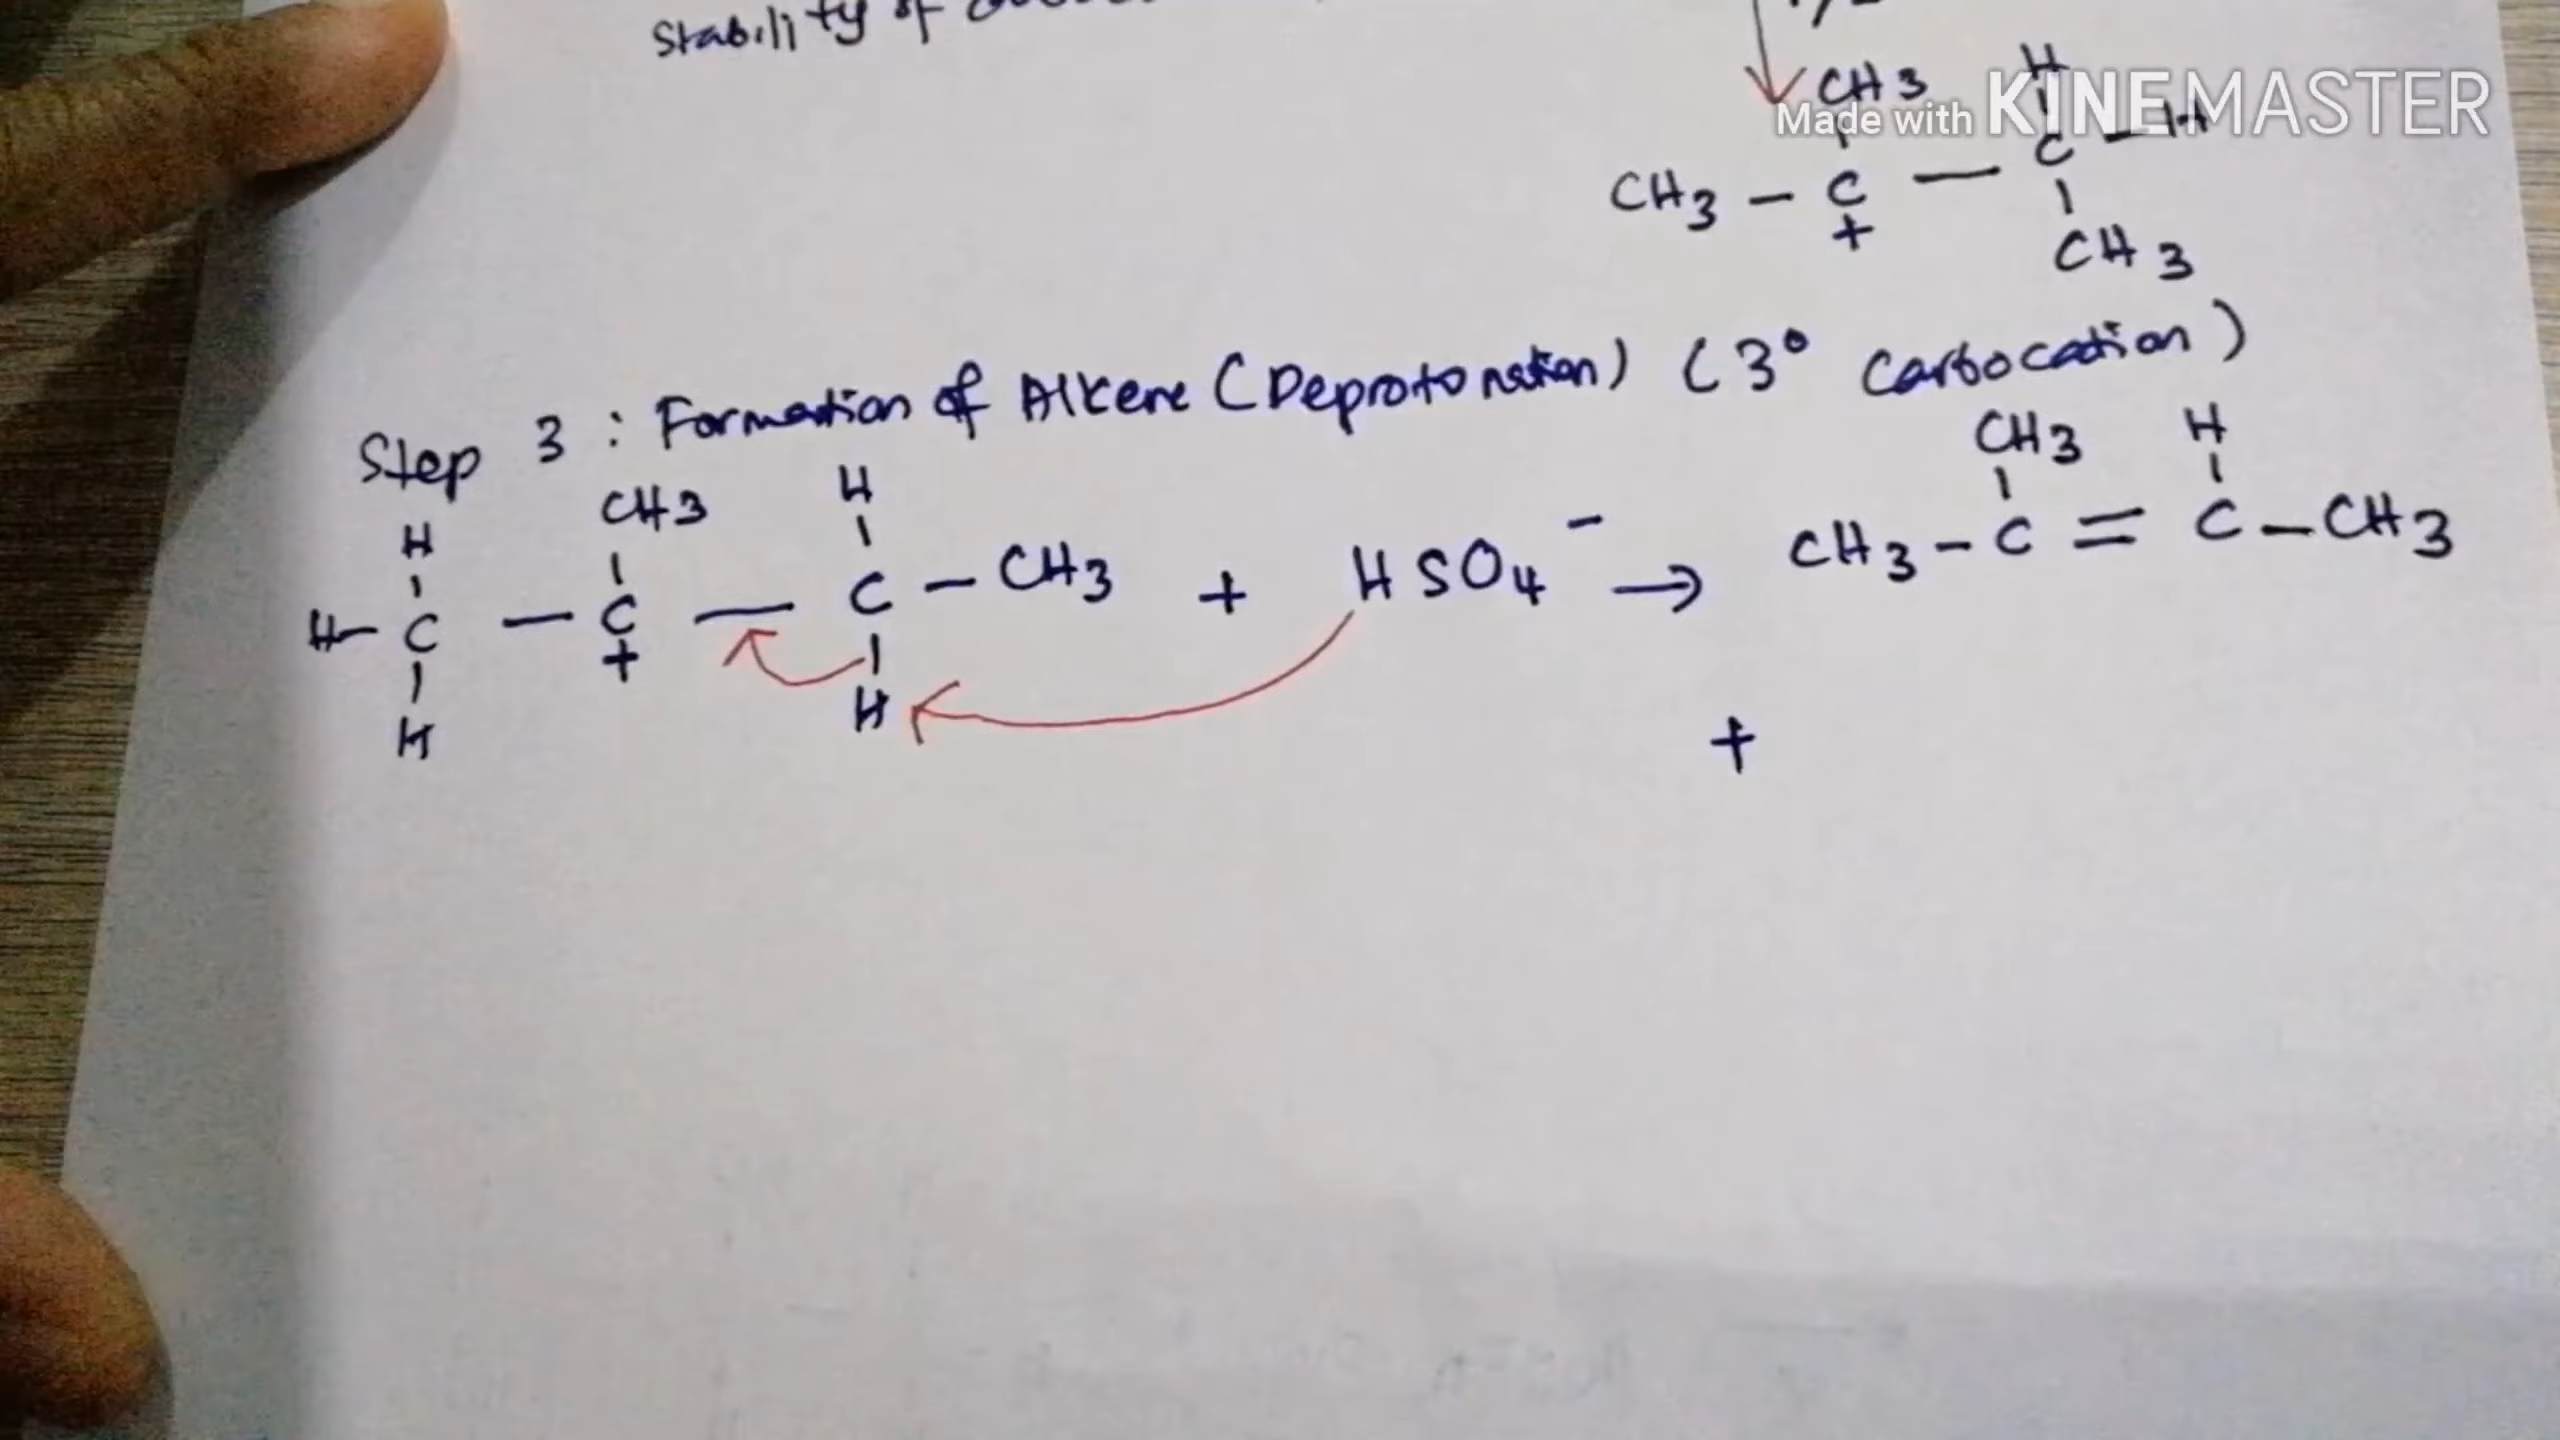 Stability of
CH3 H
Made with KINEMASTER
C - H
CH3 - C —
+
CH3
Step 3 : Formation of Alkene (Deprotonation) (3° Carbocation)
H CH3 H CH3 H
H - C — C — C - CH3 + HSO4⁻ → CH3 - C = C - CH3
+
H H
+